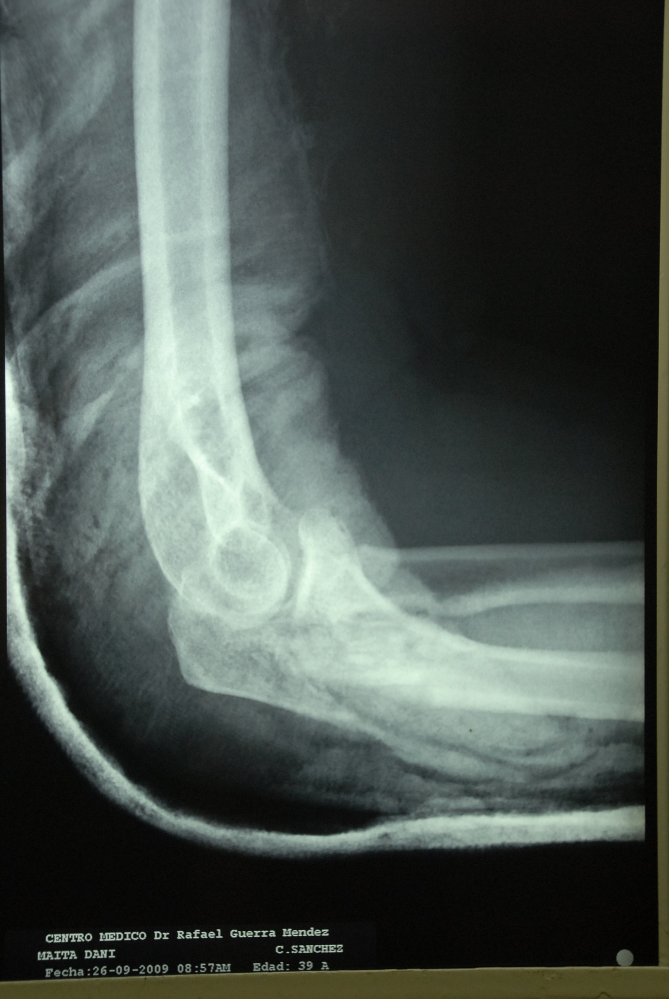 CENTRO MEDICO Dr Rafael Guerra Mendez
MAITA DANI C.SANCHEZ
Fecha:26-09-2009 08:57AM Edad: 39 A